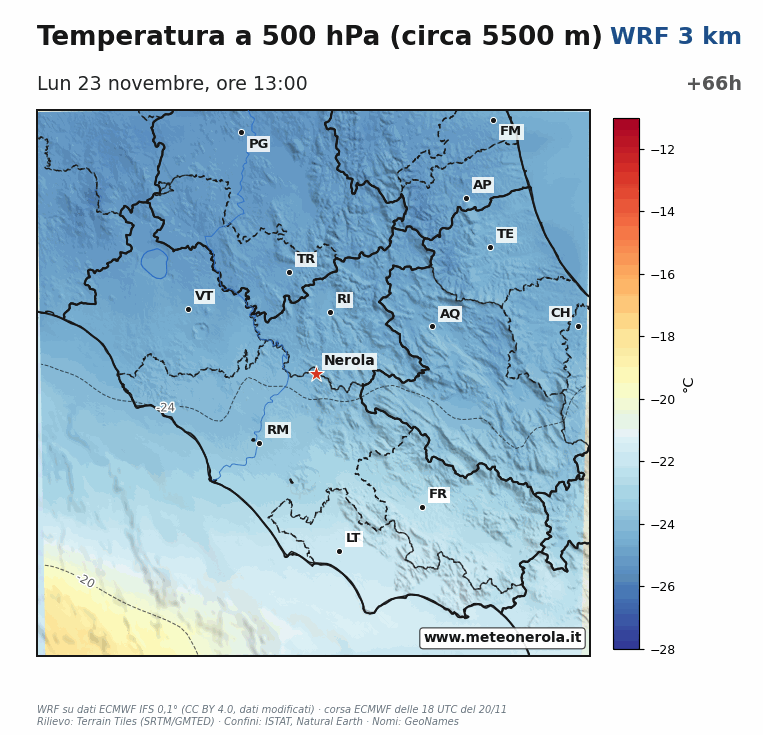 Temperatura a 500 hPa (circa 5500 m) WRF 3 km
Lun 23 novembre, ore 13:00 +66h
PG
FM
AP
TE
TR
VT
RI
AQ
CH
Nerola
-24
RM
FR
LT
-20
www.meteonerola.it
−12
−14
−16
−18
−20
−22
−24
−26
−28
°C
WRF su dati ECMWF IFS 0,1° (CC BY 4.0, dati modificati) · corsa ECMWF delle 18 UTC del 20/11
Rilievo: Terrain Tiles (SRTM/GMTED) · Confini: ISTAT, Natural Earth · Nomi: GeoNames